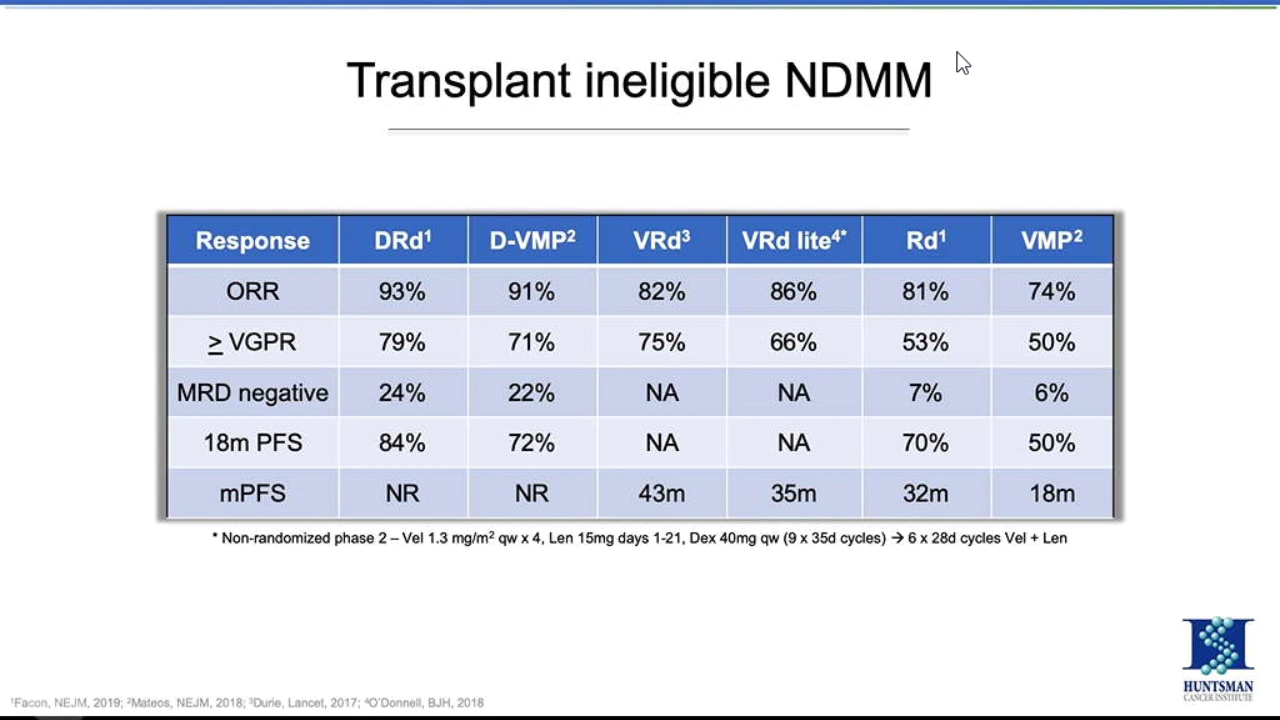 Transplant ineligible NDMM
Response DRd¹ D-VMP² VRd³ VRd lite⁴* Rd¹ VMP²
ORR 93% 91% 82% 86% 81% 74%
≥ VGPR 79% 71% 75% 66% 53% 50%
MRD negative 24% 22% NA NA 7% 6%
18m PFS 84% 72% NA NA 70% 50%
mPFS NR NR 43m 35m 32m 18m
* Non-randomized phase 2 – Vel 1.3 mg/m² qw x 4, Len 15mg days 1-21, Dex 40mg qw (9 x 35d cycles) → 6 x 28d cycles Vel + Len
HUNTSMAN
CANCER INSTITUTE
¹Facon, NEJM, 2019; ²Mateos, NEJM, 2018; ³Durie, Lancet, 2017; ⁴O'Donnell, BJH, 2018